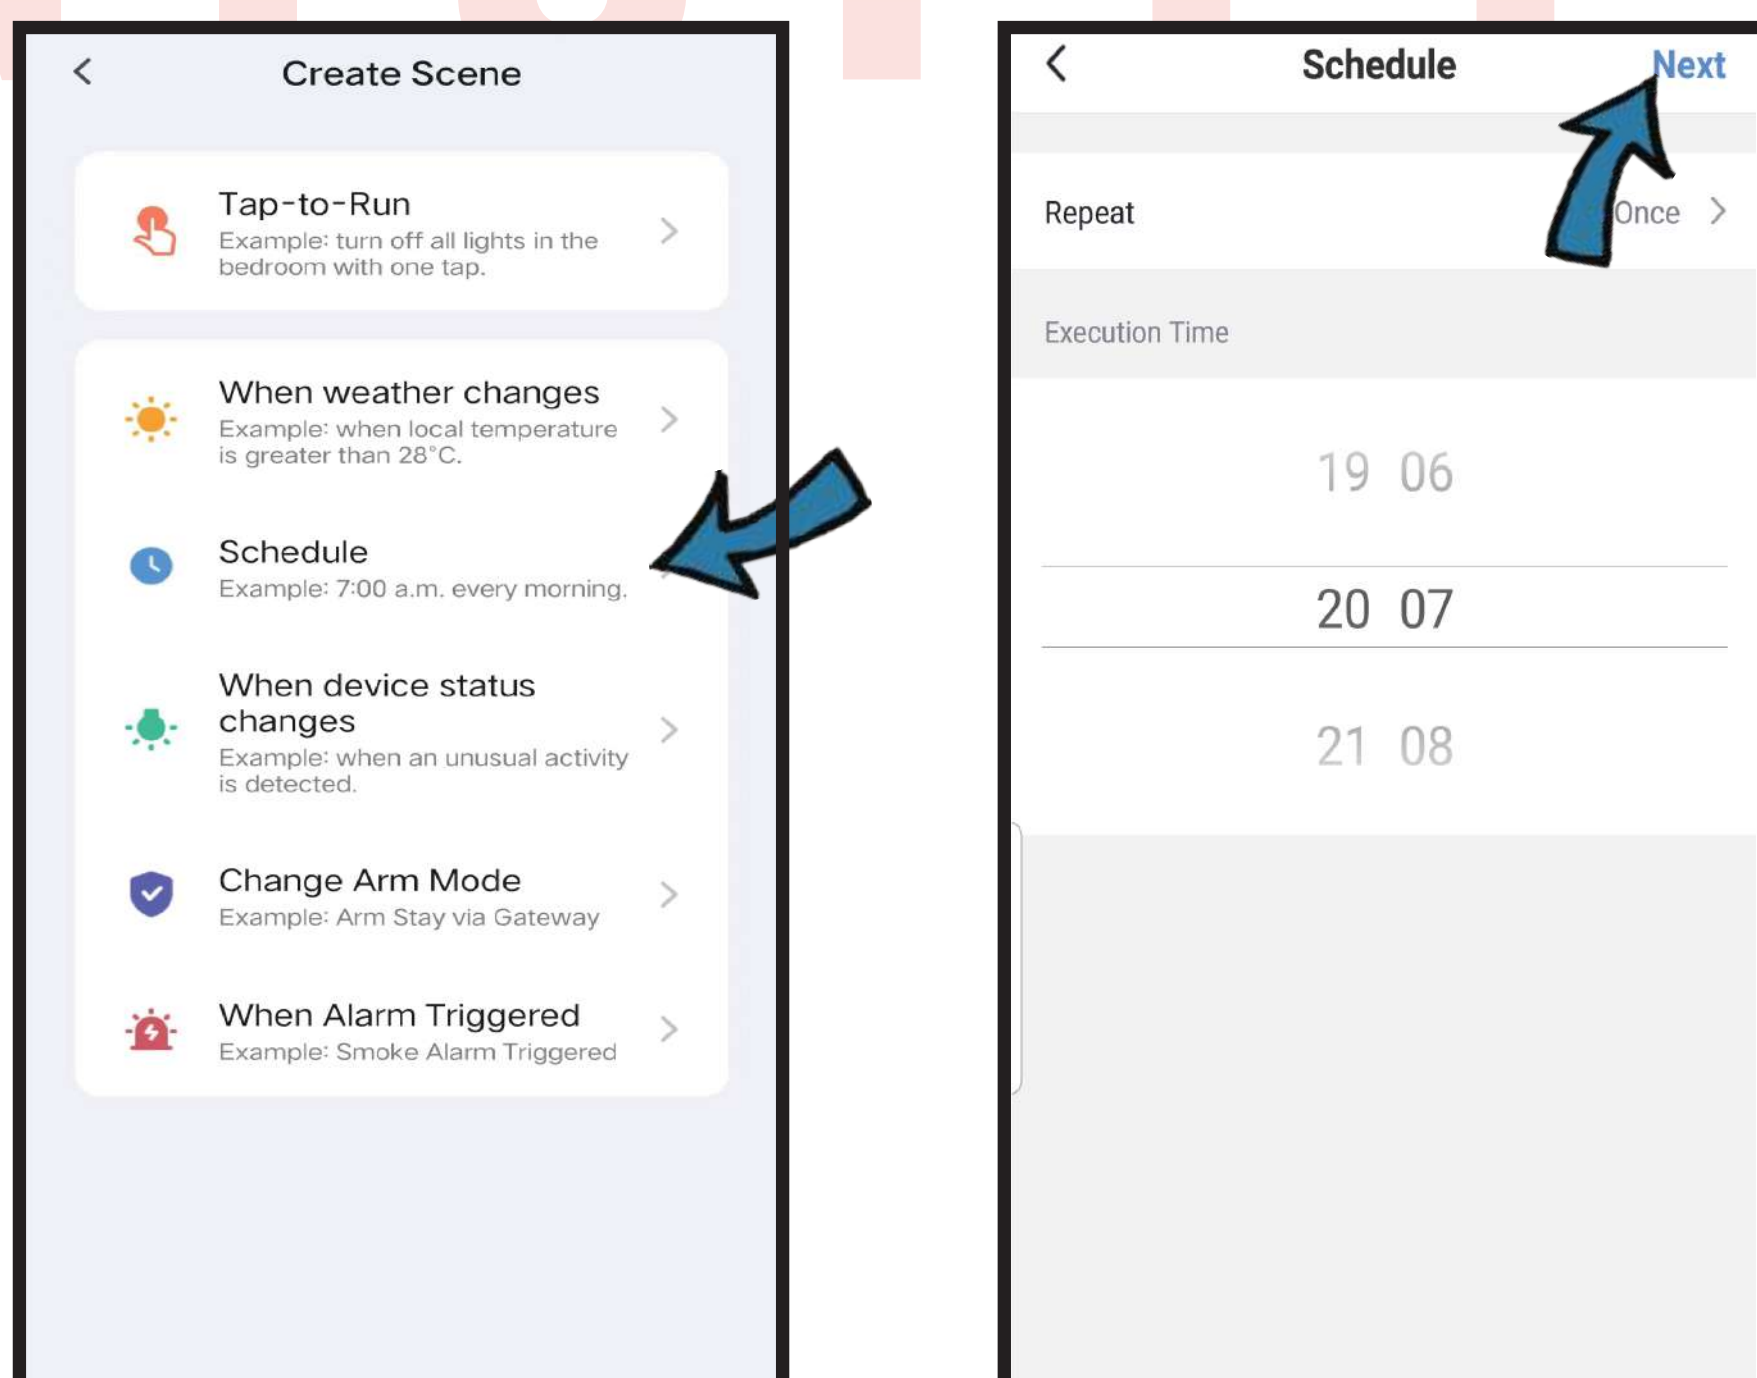 Create Scene
Tap-to-Run
Example: turn off all lights in the
bedroom with one tap.
When weather changes
Example: when local temperature
is greater than 28°C.
Schedule
Example: 7:00 a.m. every morning.
When device status
changes
Example: when an unusual activity
is detected.
Change Arm Mode
Example: Arm Stay via Gateway
When Alarm Triggered
Example: Smoke Alarm Triggered
Schedule Next
Repeat Once
Execution Time
19 06
20 07
21 08